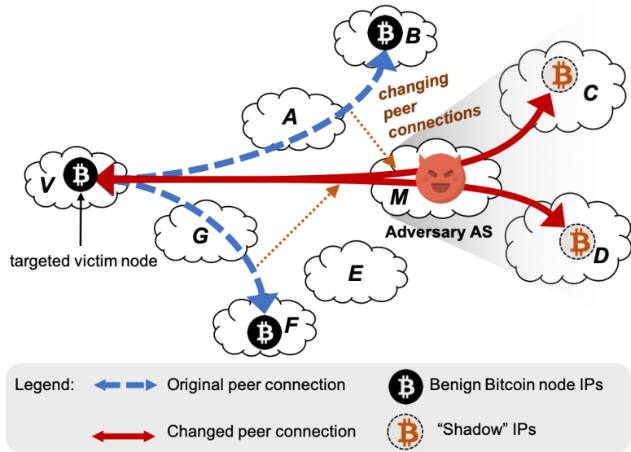 B
changing
peer
connections
C
A
V
M
Adversary AS
G
D
targeted victim node
E
F
Legend:
Original peer connection
Benign Bitcoin node IPs
Changed peer connection
“Shadow” IPs